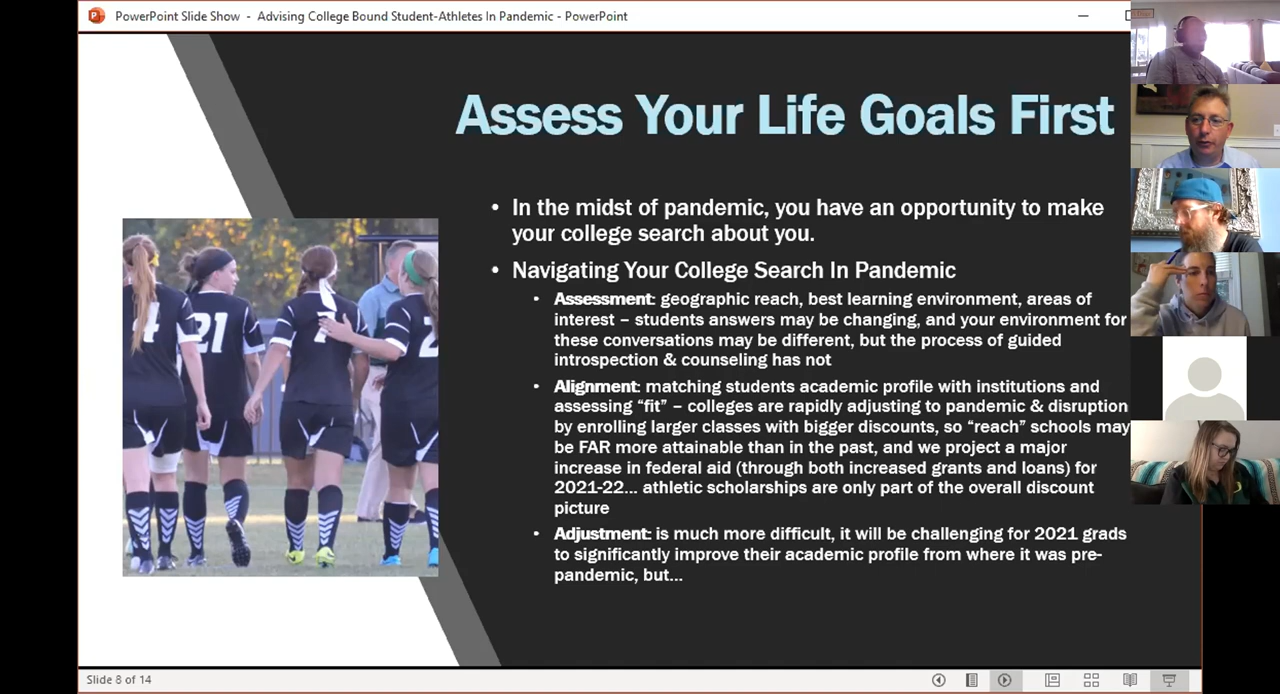 PowerPoint Slide Show - Advising College Bound Student-Athletes In Pandemic - PowerPoint
Assess Your Life Goals First
• In the midst of pandemic, you have an opportunity to make
your college search about you.
• Navigating Your College Search In Pandemic
• Assessment: geographic reach, best learning environment, areas of
interest – students answers may be changing, and your environment for
these conversations may be different, but the process of guided
introspection & counseling has not
• Alignment: matching students academic profile with institutions and
assessing “fit” – colleges are rapidly adjusting to pandemic & disruption
by enrolling larger classes with bigger discounts, so “reach” schools may
be FAR more attainable than in the past, and we project a major
increase in federal aid (through both increased grants and loans) for
2021-22... athletic scholarships are only part of the overall discount
picture
• Adjustment: is much more difficult, it will be challenging for 2021 grads
to significantly improve their academic profile from where it was pre-
pandemic, but...
4
21
7
2
Slide 8 of 14